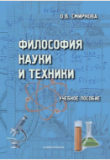 О.В. СМИРНОВА
ФИЛОСОФИЯ
НАУКИ И ТЕХНИКИ
УЧЕБНОЕ ПОСОБИЕ